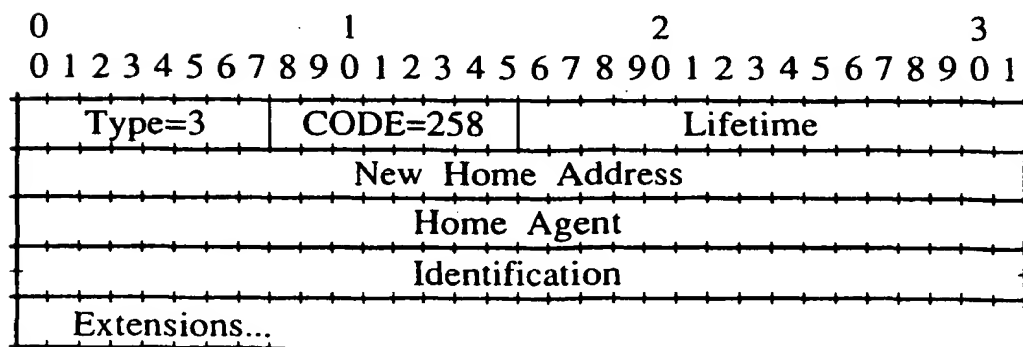 0 1 2 3
0 1 2 3 4 5 6 7 8 9 0 1 2 3 4 5 6 7 8 9 0 1 2 3 4 5 6 7 8 9 0 1
Type=3 CODE=258 Lifetime
New Home Address
Home Agent
Identification
Extensions...